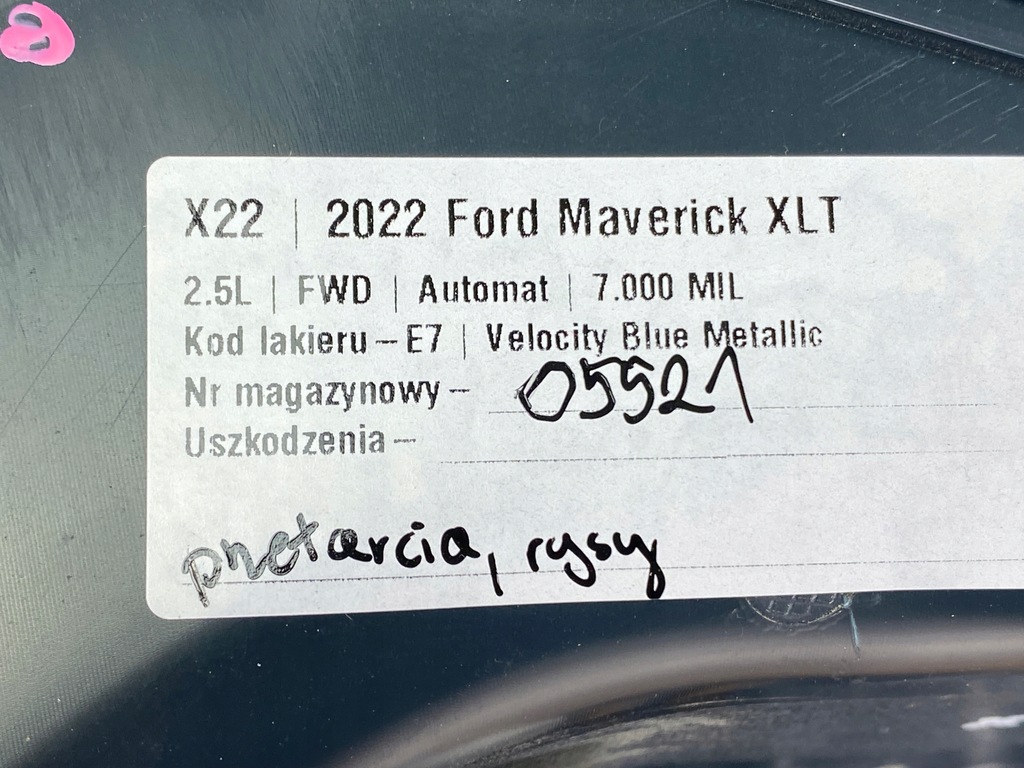 X22 | 2022 Ford Maverick XLT
2.5L | FWD | Automat | 7.000 MIL
Kod lakieru – E7 | Velocity Blue Metallic
Nr magazynowy – 05521
Uszkodzenia –
przetarcia, rysy